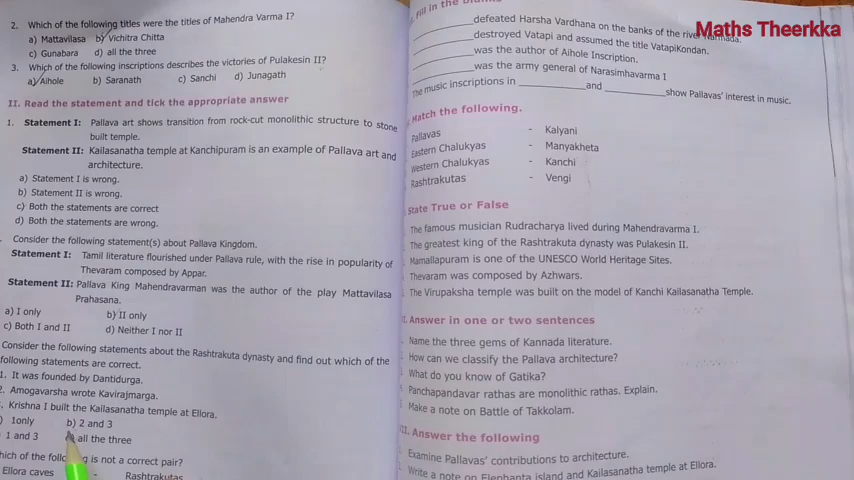 2. Which of the following titles were the titles of Mahendra Varma I?
a) Mattavilasa b) Vichitra Chitta
c) Gunabara d) all the three
3. Which of the following inscriptions describes the victories of Pulakesin II?
a) Aihole b) Saranath c) Sanchi d) Junagath
II. Read the statement and tick the appropriate answer
1. Statement I: Pallava art shows transition from rock-cut monolithic structure to stone
built temple.
Statement II: Kailasanatha temple at Kanchipuram is an example of Pallava art and
architecture.
a) Statement I is wrong.
b) Statement II is wrong.
c) Both the statements are correct
d) Both the statements are wrong.
Consider the following statement(s) about Pallava Kingdom.
Statement I: Tamil literature flourished under Pallava rule, with the rise in popularity of
Thevaram composed by Appar.
Statement II: Pallava King Mahendravarman was the author of the play Mattavilasa
Prahasana.
a) I only b) II only
c) Both I and II d) Neither I nor II
Consider the following statements about the Rashtrakuta dynasty and find out which of the
following statements are correct.
1. It was founded by Dantidurga.
2. Amogavarsha wrote Kavirajmarga.
Krishna I built the Kailasanatha temple at Ellora.
) 1only b) 2 and 3
1 and 3 all the three
hich of the follo g is not a correct pair?
Ellora caves - Rashtrakutas
Fill in the
Maths Theerkka
defeated Harsha Vardhana on the banks of the river Narmada.
destroyed Vatapi and assumed the title VatapiKondan.
was the author of Aihole Inscription.
was the army general of Narasimhavarma 1
The music inscriptions in ____________ and ____________ show Pallavas' interest in music.
Match the following.
Pallavas - Kalyani
Eastern Chalukyas - Manyakheta
Western Chalukyas - Kanchi
Rashtrakutas - Vengi
State True or False
The famous musician Rudracharya lived during Mahendravarma I.
The greatest king of the Rashtrakuta dynasty was Pulakesin II.
Mamallapuram is one of the UNESCO World Heritage Sites.
Thevaram was composed by Azhwars.
The Virupaksha temple was built on the model of Kanchi Kailasanatha Temple.
Answer in one or two sentences
Name the three gems of Kannada literature.
How can we classify the Pallava architecture?
What do you know of Gatika?
Panchapandavar rathas are monolithic rathas. Explain.
Make a note on Battle of Takkolam.
II. Answer the following
Examine Pallavas' contributions to architecture.
Write a note on Elephanta island and Kailasanatha temple at Ellora.